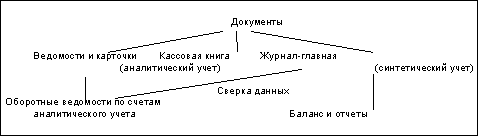 Документы
Ведомости и карточки Кассовая книга Журнал-главная
(аналитический учет) (синтетический учет)
Сверка данных
Оборотные ведомости по счетам
аналитического учета Баланс и отчеты